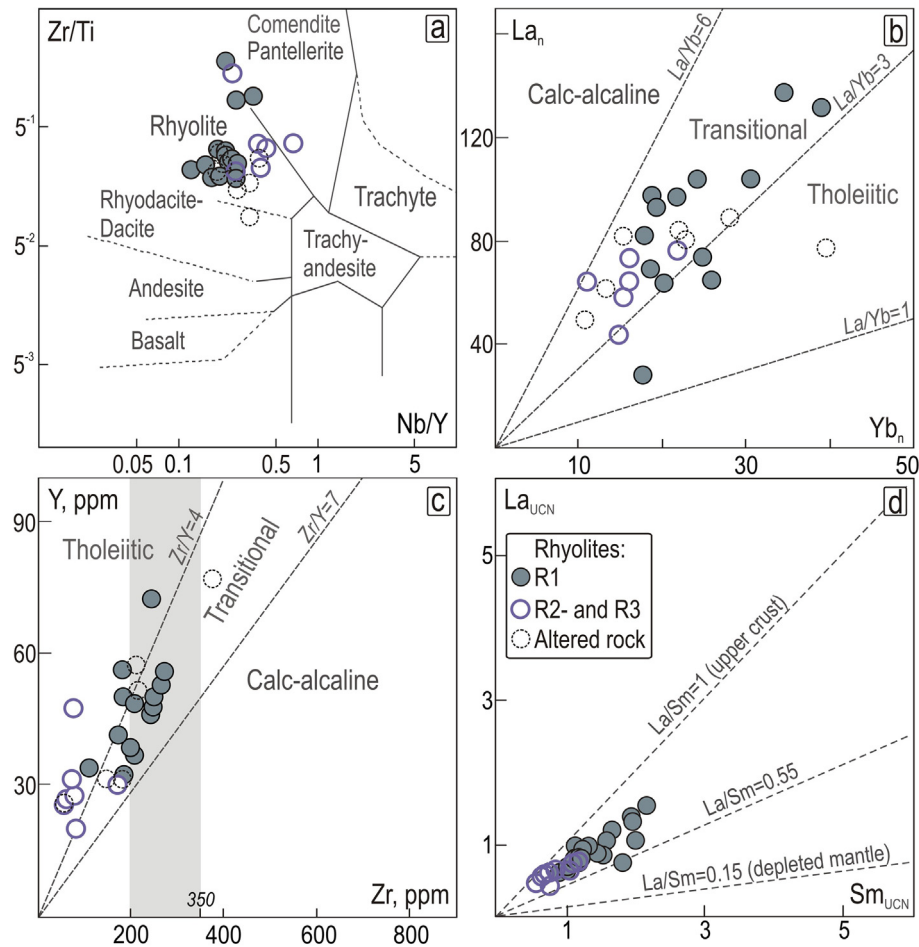 Zr/Ti
a
Comendite
Pantellerite
5-1
Rhyolite
Rhyodacite-
Dacite
Trachyte
5-2
Trachy-
andesite
Andesite
Basalt
5-3
Nb/Y
0.05 0.1 0.5 1 5
Lan
b
La/Yb=6
Calc-alcaline
La/Yb=3
120
Transitional
Tholeiitic
80
La/Yb=1
40
Ybn
10 30 50
Y, ppm
c
90
Tholeiitic
Zr/Y=4
Transitional
Zr/Y=7
60
Calc-alcaline
30
350
Zr, ppm
200 400 600 800
LaUCN
d
5
Rhyolites:
R1
R2- and R3
Altered rock
La/Sm=1 (upper crust)
3
La/Sm=0.55
1
La/Sm=0.15 (depleted mantle)
SmUCN
1 3 5